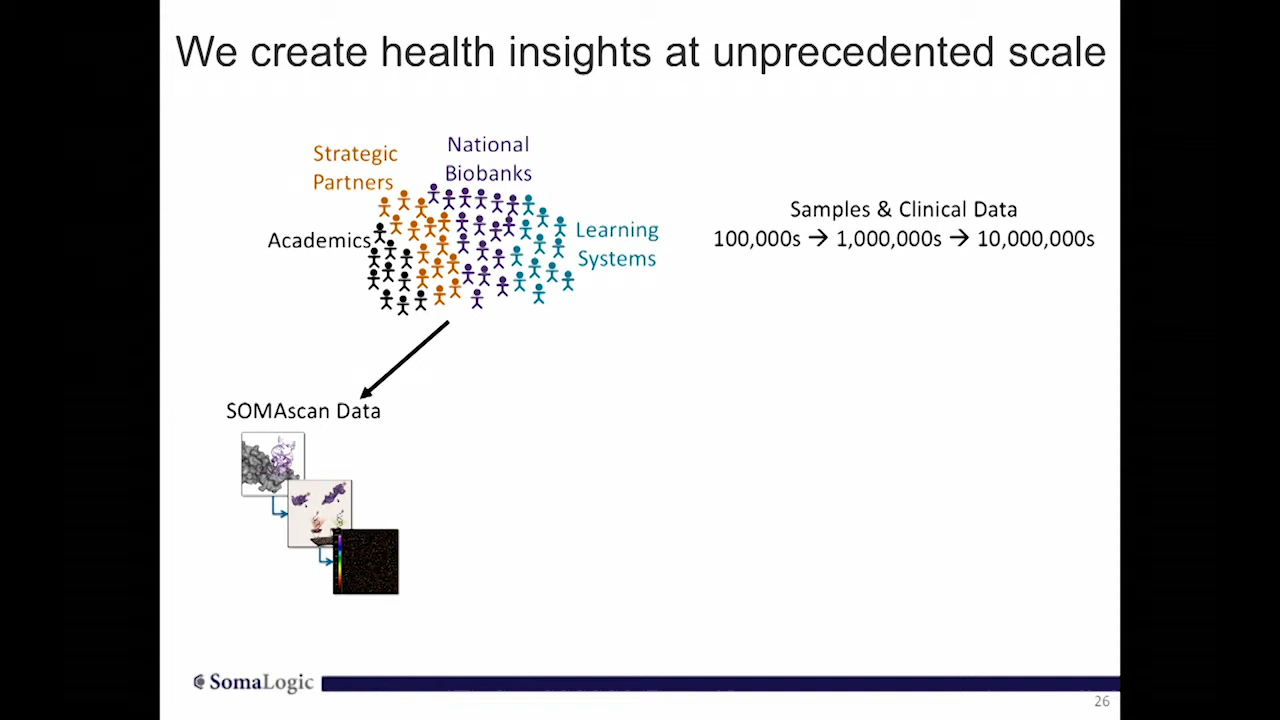 We create health insights at unprecedented scale
Strategic
Partners
National
Biobanks
Academics
Learning
Systems
Samples & Clinical Data
100,000s → 1,000,000s → 10,000,000s
SOMAscan Data
SomaLogic
26